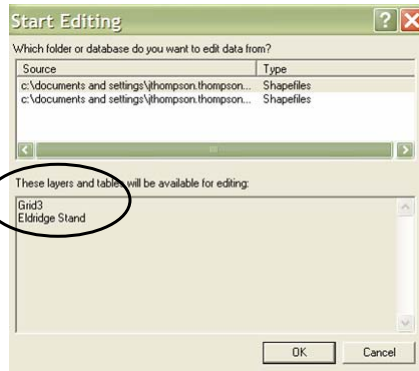 Start Editing
Which folder or database do you want to edit data from?
Source Type
c:\documents and settings\jthompson.thompson... Shapefiles
c:\documents and settings\jthompson.thompson... Shapefiles
These layers and tables will be available for editing:
Grid3
Eldridge Stand
OK Cancel